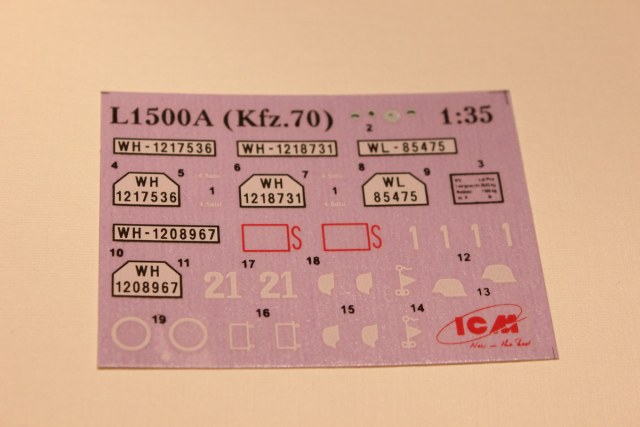 L1500A (Kfz.70) 1:35
2
WH-1217536 WH-1218731 WL-85475
4 5 6 7 8 9 3
WH
1217536
1
WH
1218731
1
WL
85475
WH-1208967 S S 1 1 1 1
10 11 17 18 12
WH
1208967
21 21
13
19 16 15 14
ICM